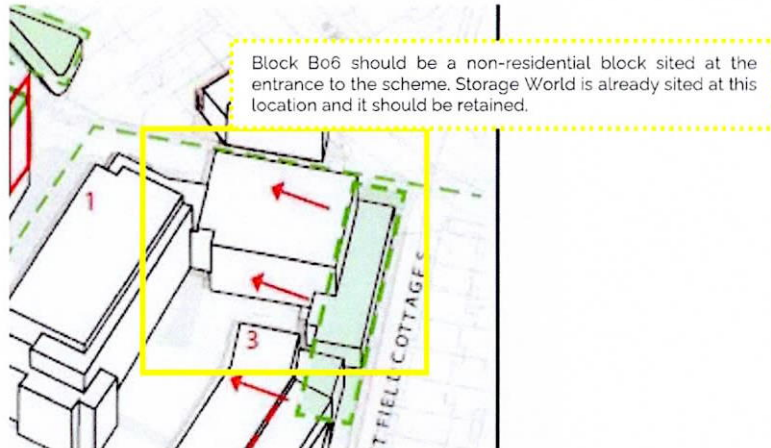 Block B06 should be a non-residential block sited at the
entrance to the scheme. Storage World is already sited at this
location and it should be retained.
1
3
TFIELD COTTAGES